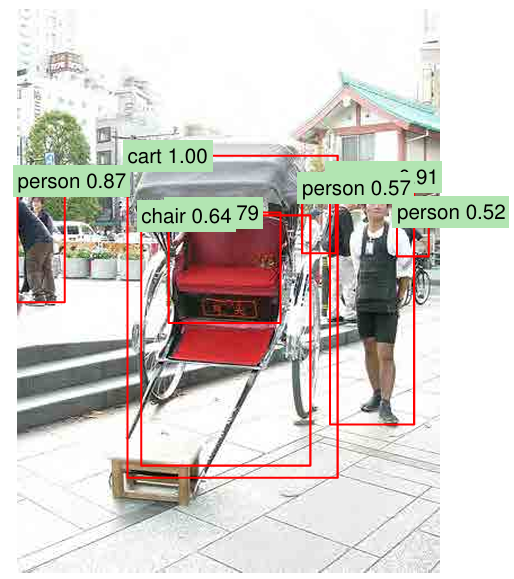 cart 1.00
person 0.87
person 0.57
.91
chair 0.64
79
person 0.52